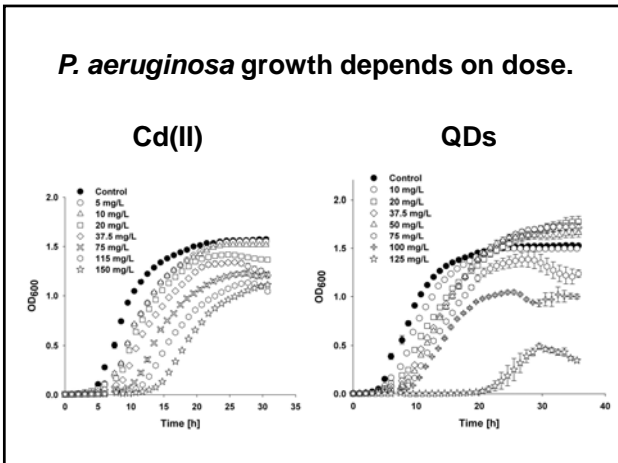 P. aeruginosa growth depends on dose.
Cd(II)
QDs
Control
5 mg/L
10 mg/L
20 mg/L
37.5 mg/L
75 mg/L
115 mg/L
150 mg/L
2.0
1.5
1.0
0.5
0.0
OD600
0 5 10 15 20 25 30 35
Time [h]
Control
10 mg/L
20 mg/L
37.5 mg/L
50 mg/L
75 mg/L
100 mg/L
125 mg/L
2.0
1.5
1.0
0.5
0.0
OD600
0 10 20 30 40
Time [h]